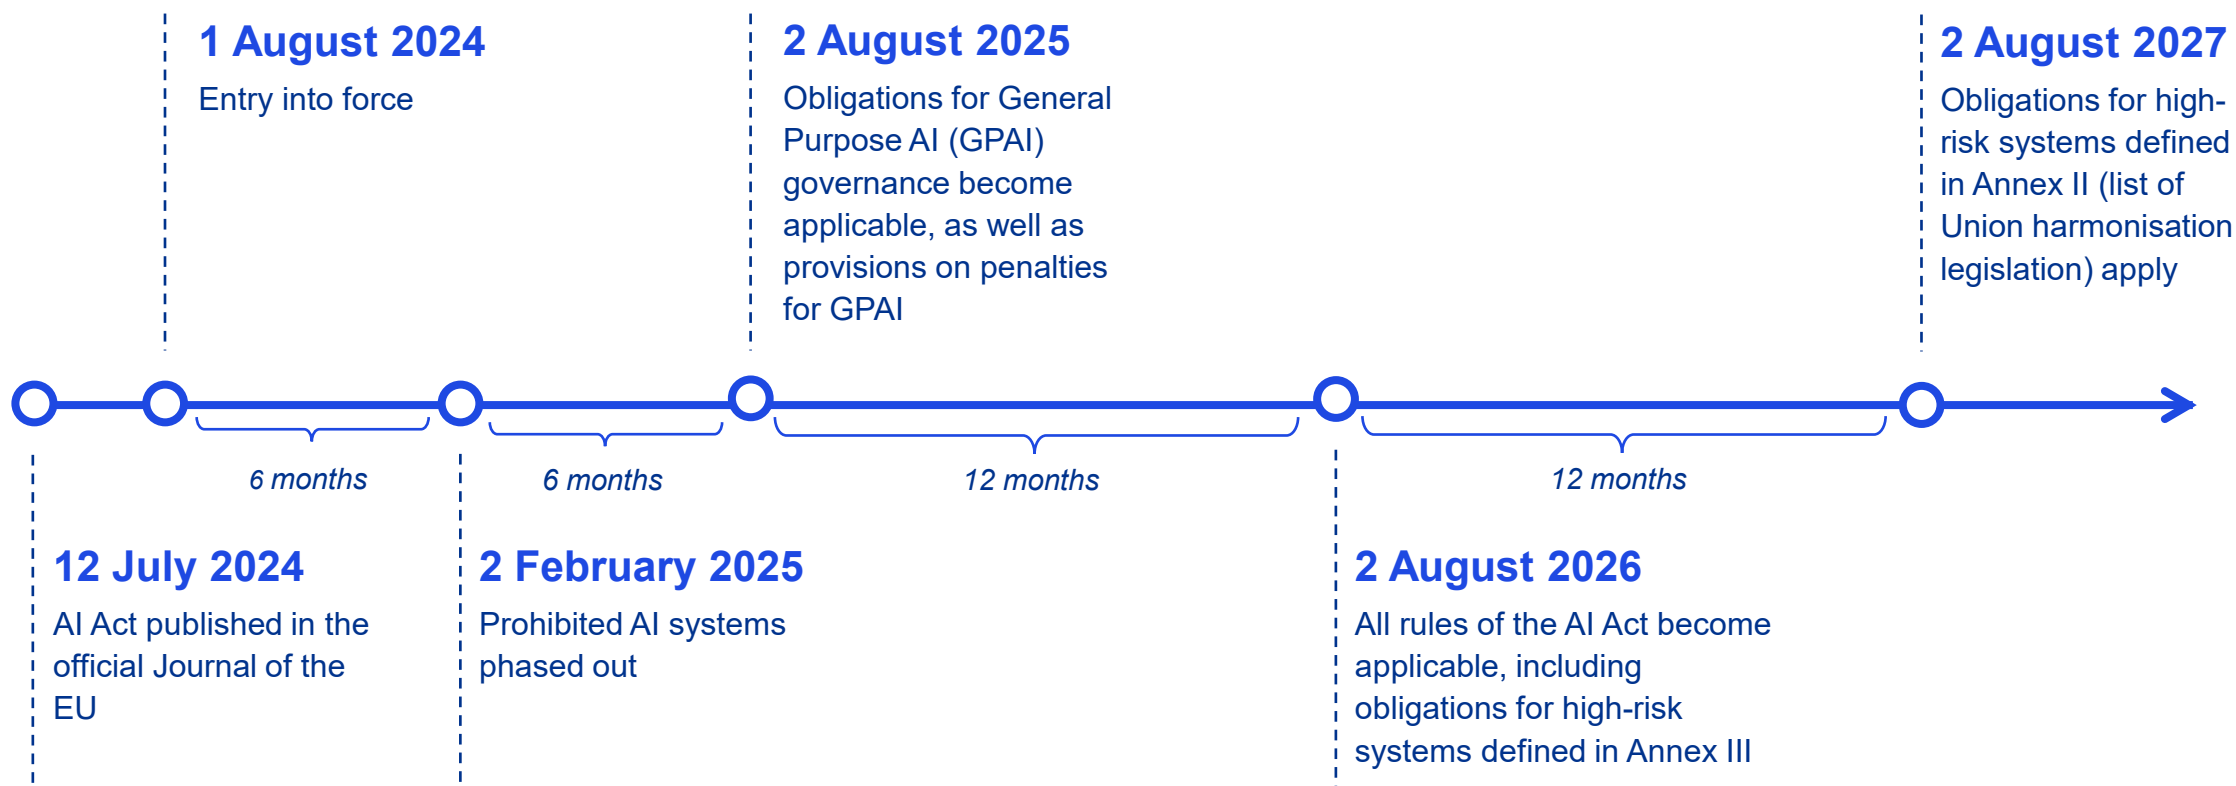 1 August 2024
Entry into force
2 August 2025
Obligations for General
Purpose AI (GPAI)
governance become
applicable, as well as
provisions on penalties
for GPAI
2 August 2027
Obligations for high-
risk systems defined
in Annex II (list of
Union harmonisation
legislation) apply
6 months
6 months
12 months
12 months
12 July 2024
AI Act published in the
official Journal of the
EU
2 February 2025
Prohibited AI systems
phased out
2 August 2026
All rules of the AI Act become
applicable, including
obligations for high-risk
systems defined in Annex III